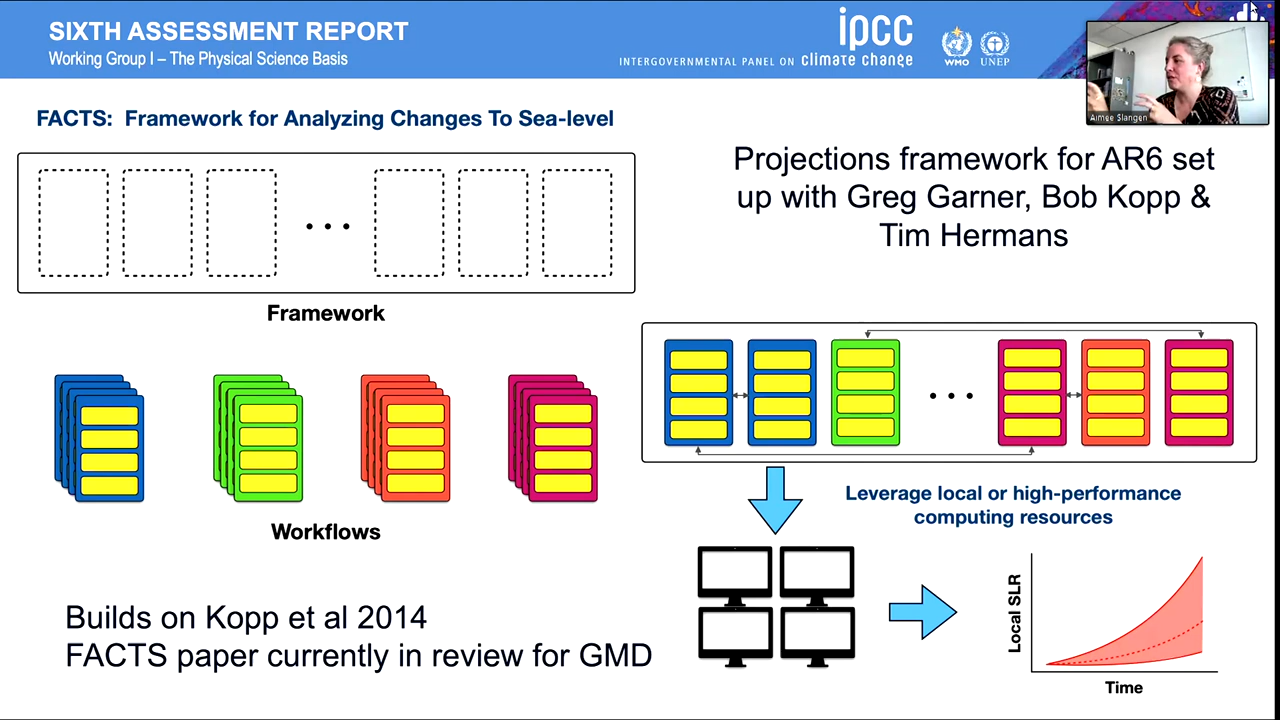 SIXTH ASSESSMENT REPORT
Working Group I – The Physical Science Basis
INTERGOVERNMENTAL PANEL ON climate change
ipcc
WMO
UNEP
Aimée Slangen
FACTS: Framework for Analyzing Changes To Sea-level
Projections framework for AR6 set
up with Greg Garner, Bob Kopp &
Tim Hermans
Framework
Workflows
Leverage local or high-performance
computing resources
Builds on Kopp et al 2014
FACTS paper currently in review for GMD
Local SLR
Time